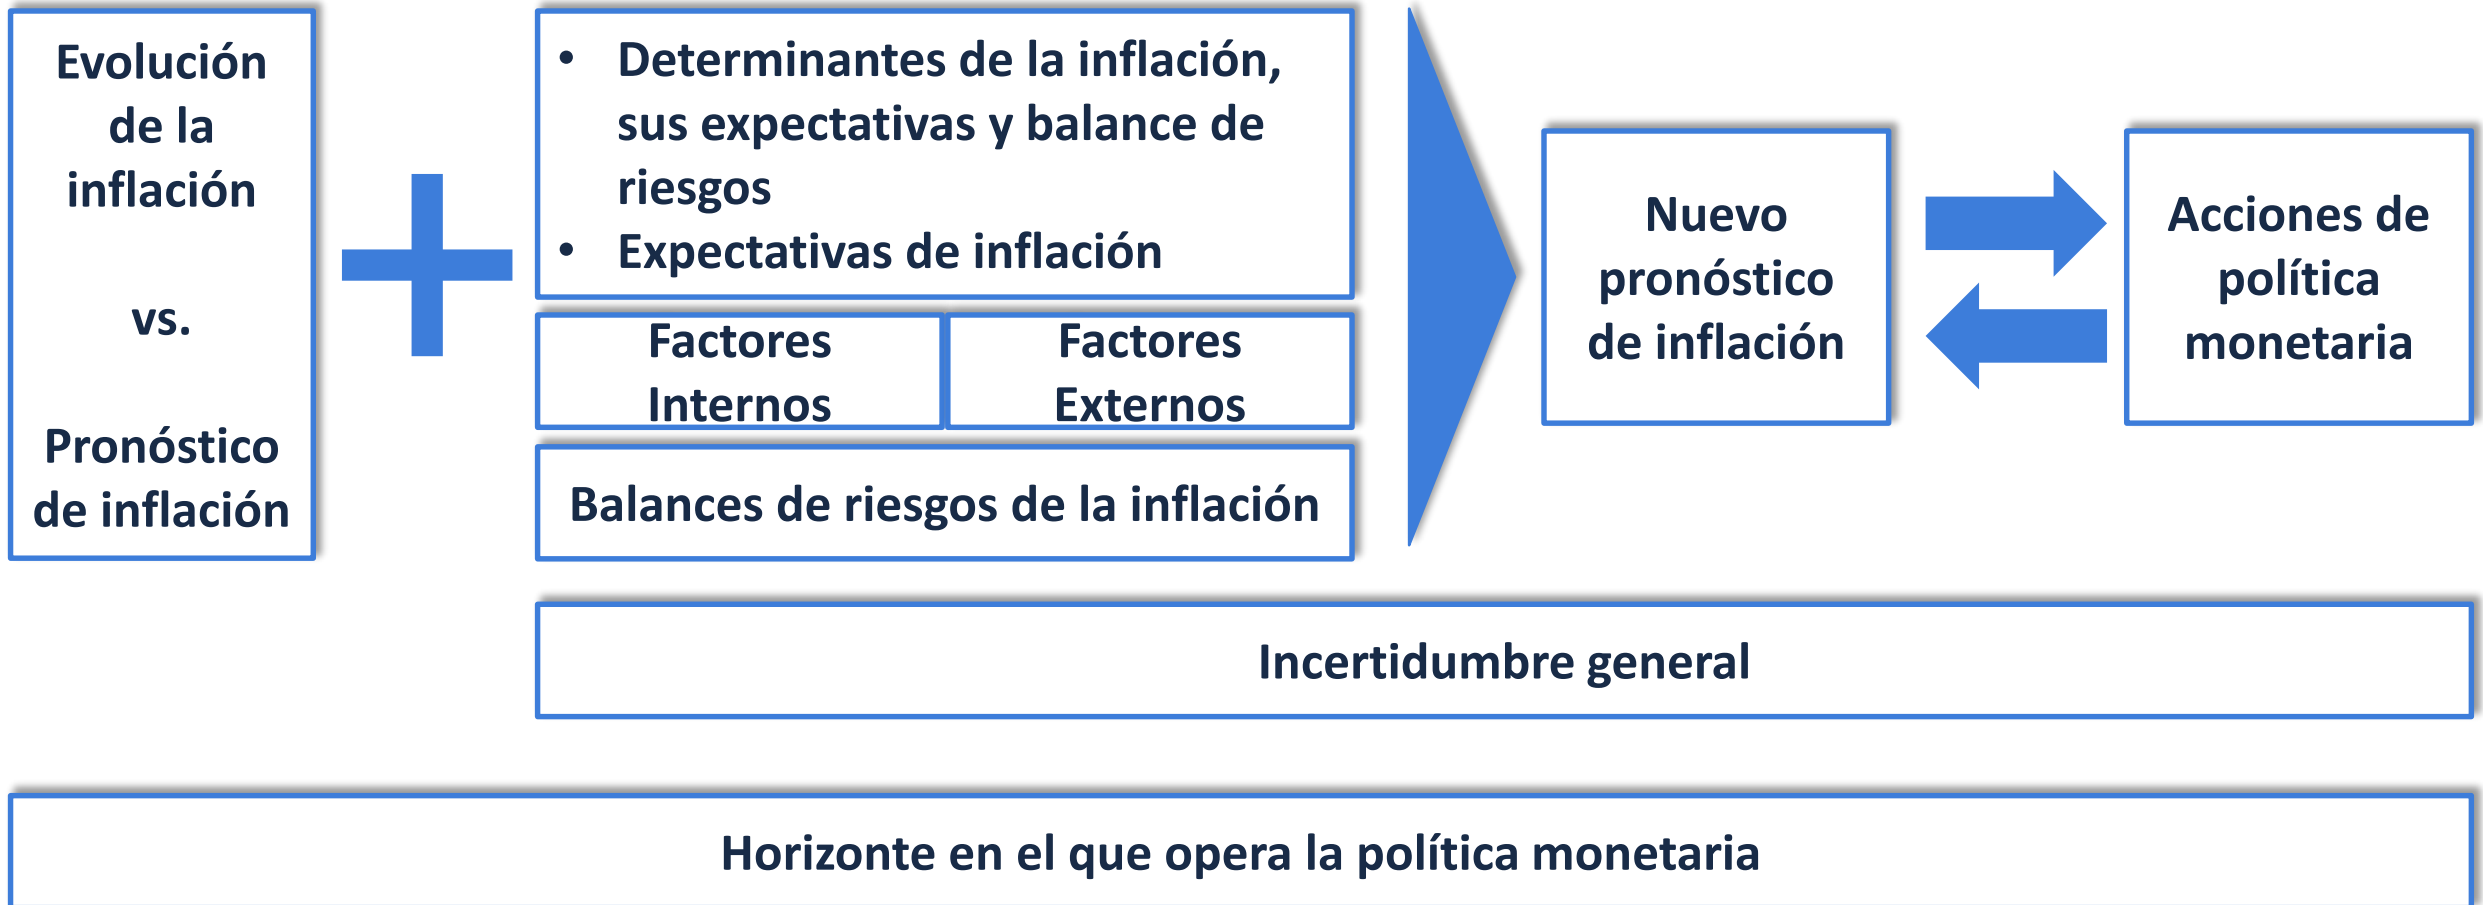 Evolución
de la
inflación
vs.
Pronóstico
de inflación
• Determinantes de la inflación,
sus expectativas y balance de
riesgos
• Expectativas de inflación
Factores
Internos
Factores
Externos
Balances de riesgos de la inflación
Nuevo
pronóstico
de inflación
Acciones de
política
monetaria
Incertidumbre general
Horizonte en el que opera la política monetaria